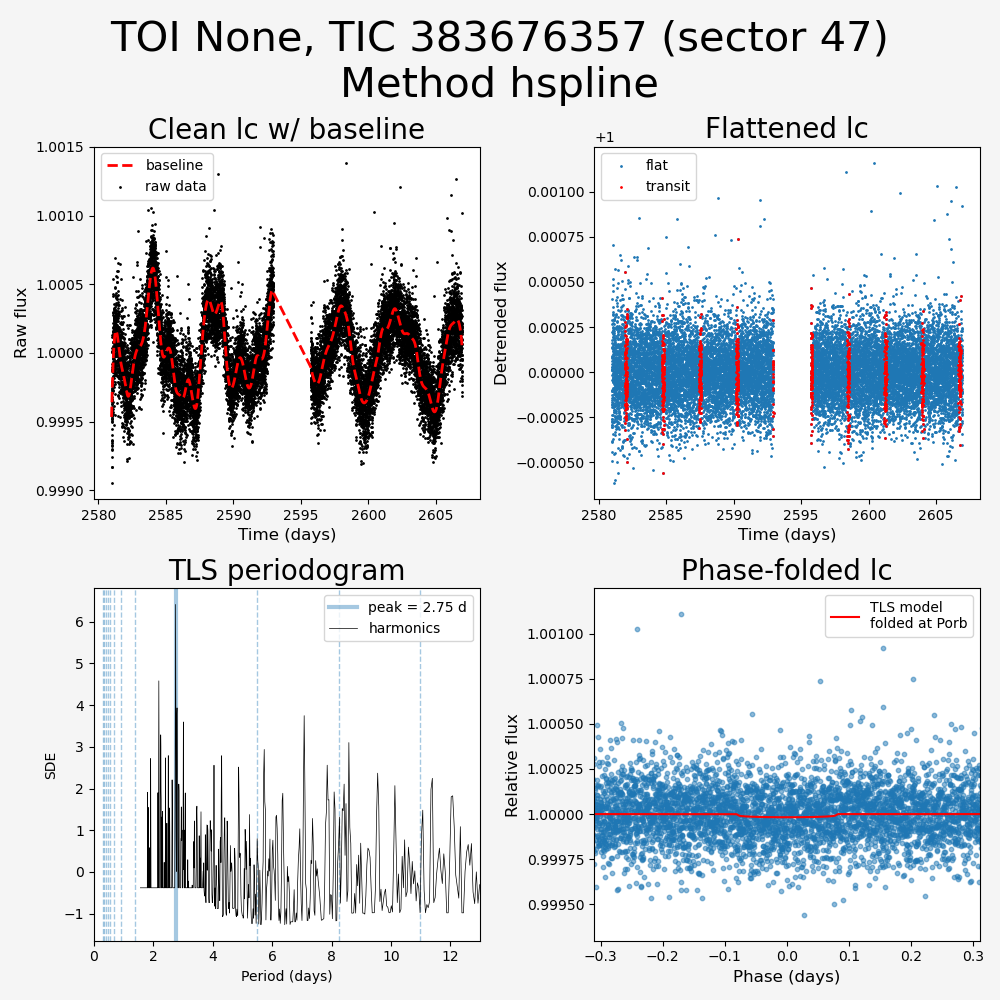 TOI None, TIC 383676357 (sector 47)
Method hspline
Clean lc w/ baseline
Raw flux
1.0015
1.0010
1.0005
1.0000
0.9995
0.9990
baseline
raw data
2580
2585
2590
2595
2600
2605
Time (days)
Flattened lc
+1
Detrended flux
0.00100
0.00075
0.00050
0.00025
0.00000
−0.00025
−0.00050
flat
transit
2580
2585
2590
2595
2600
2605
Time (days)
TLS periodogram
SDE
6
5
4
3
2
1
0
−1
peak = 2.75 d
harmonics
0
2
4
6
8
10
12
Period (days)
Phase-folded lc
Relative flux
1.00100
1.00075
1.00050
1.00025
1.00000
0.99975
0.99950
TLS model
folded at Porb
−0.3
−0.2
−0.1
0.0
0.1
0.2
0.3
Phase (days)